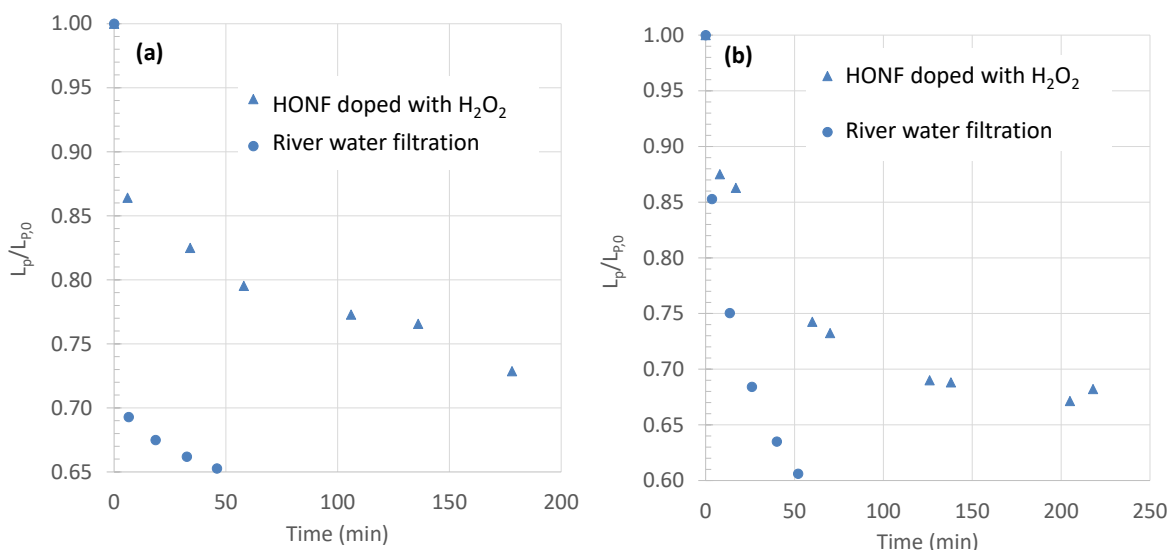 (a)
HONF doped with H₂O₂
River water filtration
1.00
0.95
0.90
0.85
0.80
0.75
0.70
0.65
Lp/LP,0
0 50 100 150 200
Time (min)
(b)
HONF doped with H₂O₂
River water filtration
1.00
0.95
0.90
0.85
0.80
0.75
0.70
0.65
0.60
Lp/LP,0
0 50 100 150 200 250
Time (min)